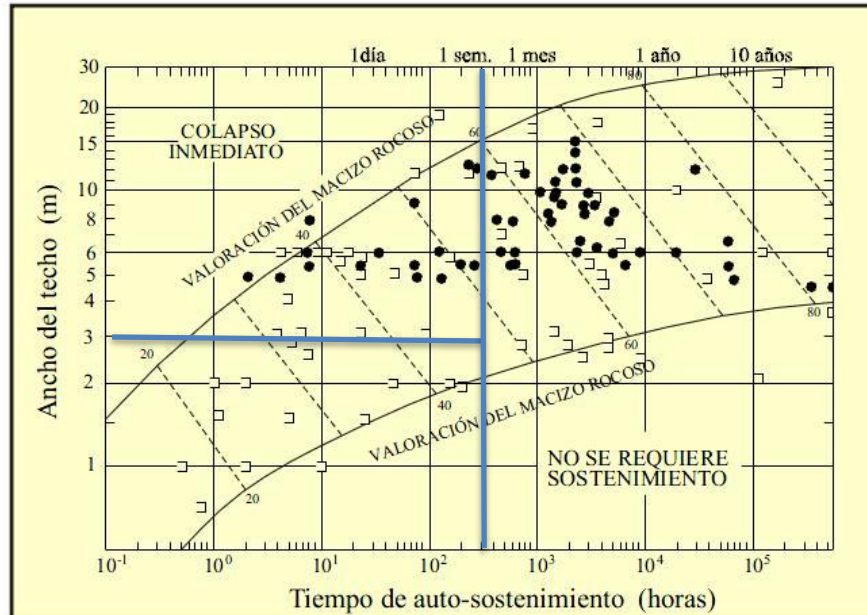 1día 1 sem. 1 mes 1 año 10 años
30
20
15
10
8
6
5
4
3
2
1
Ancho del techo (m)
COLAPSO
INMEDIATO
VALORACIÓN DEL MACIZO ROCOSO
20
40
60
80
20
40
60
80
VALORACIÓN DEL MACIZO ROCOSO
NO SE REQUIERE
SOSTENIMIENTO
10-1 100 101 102 103 104 105
Tiempo de auto-sostenimiento (horas)